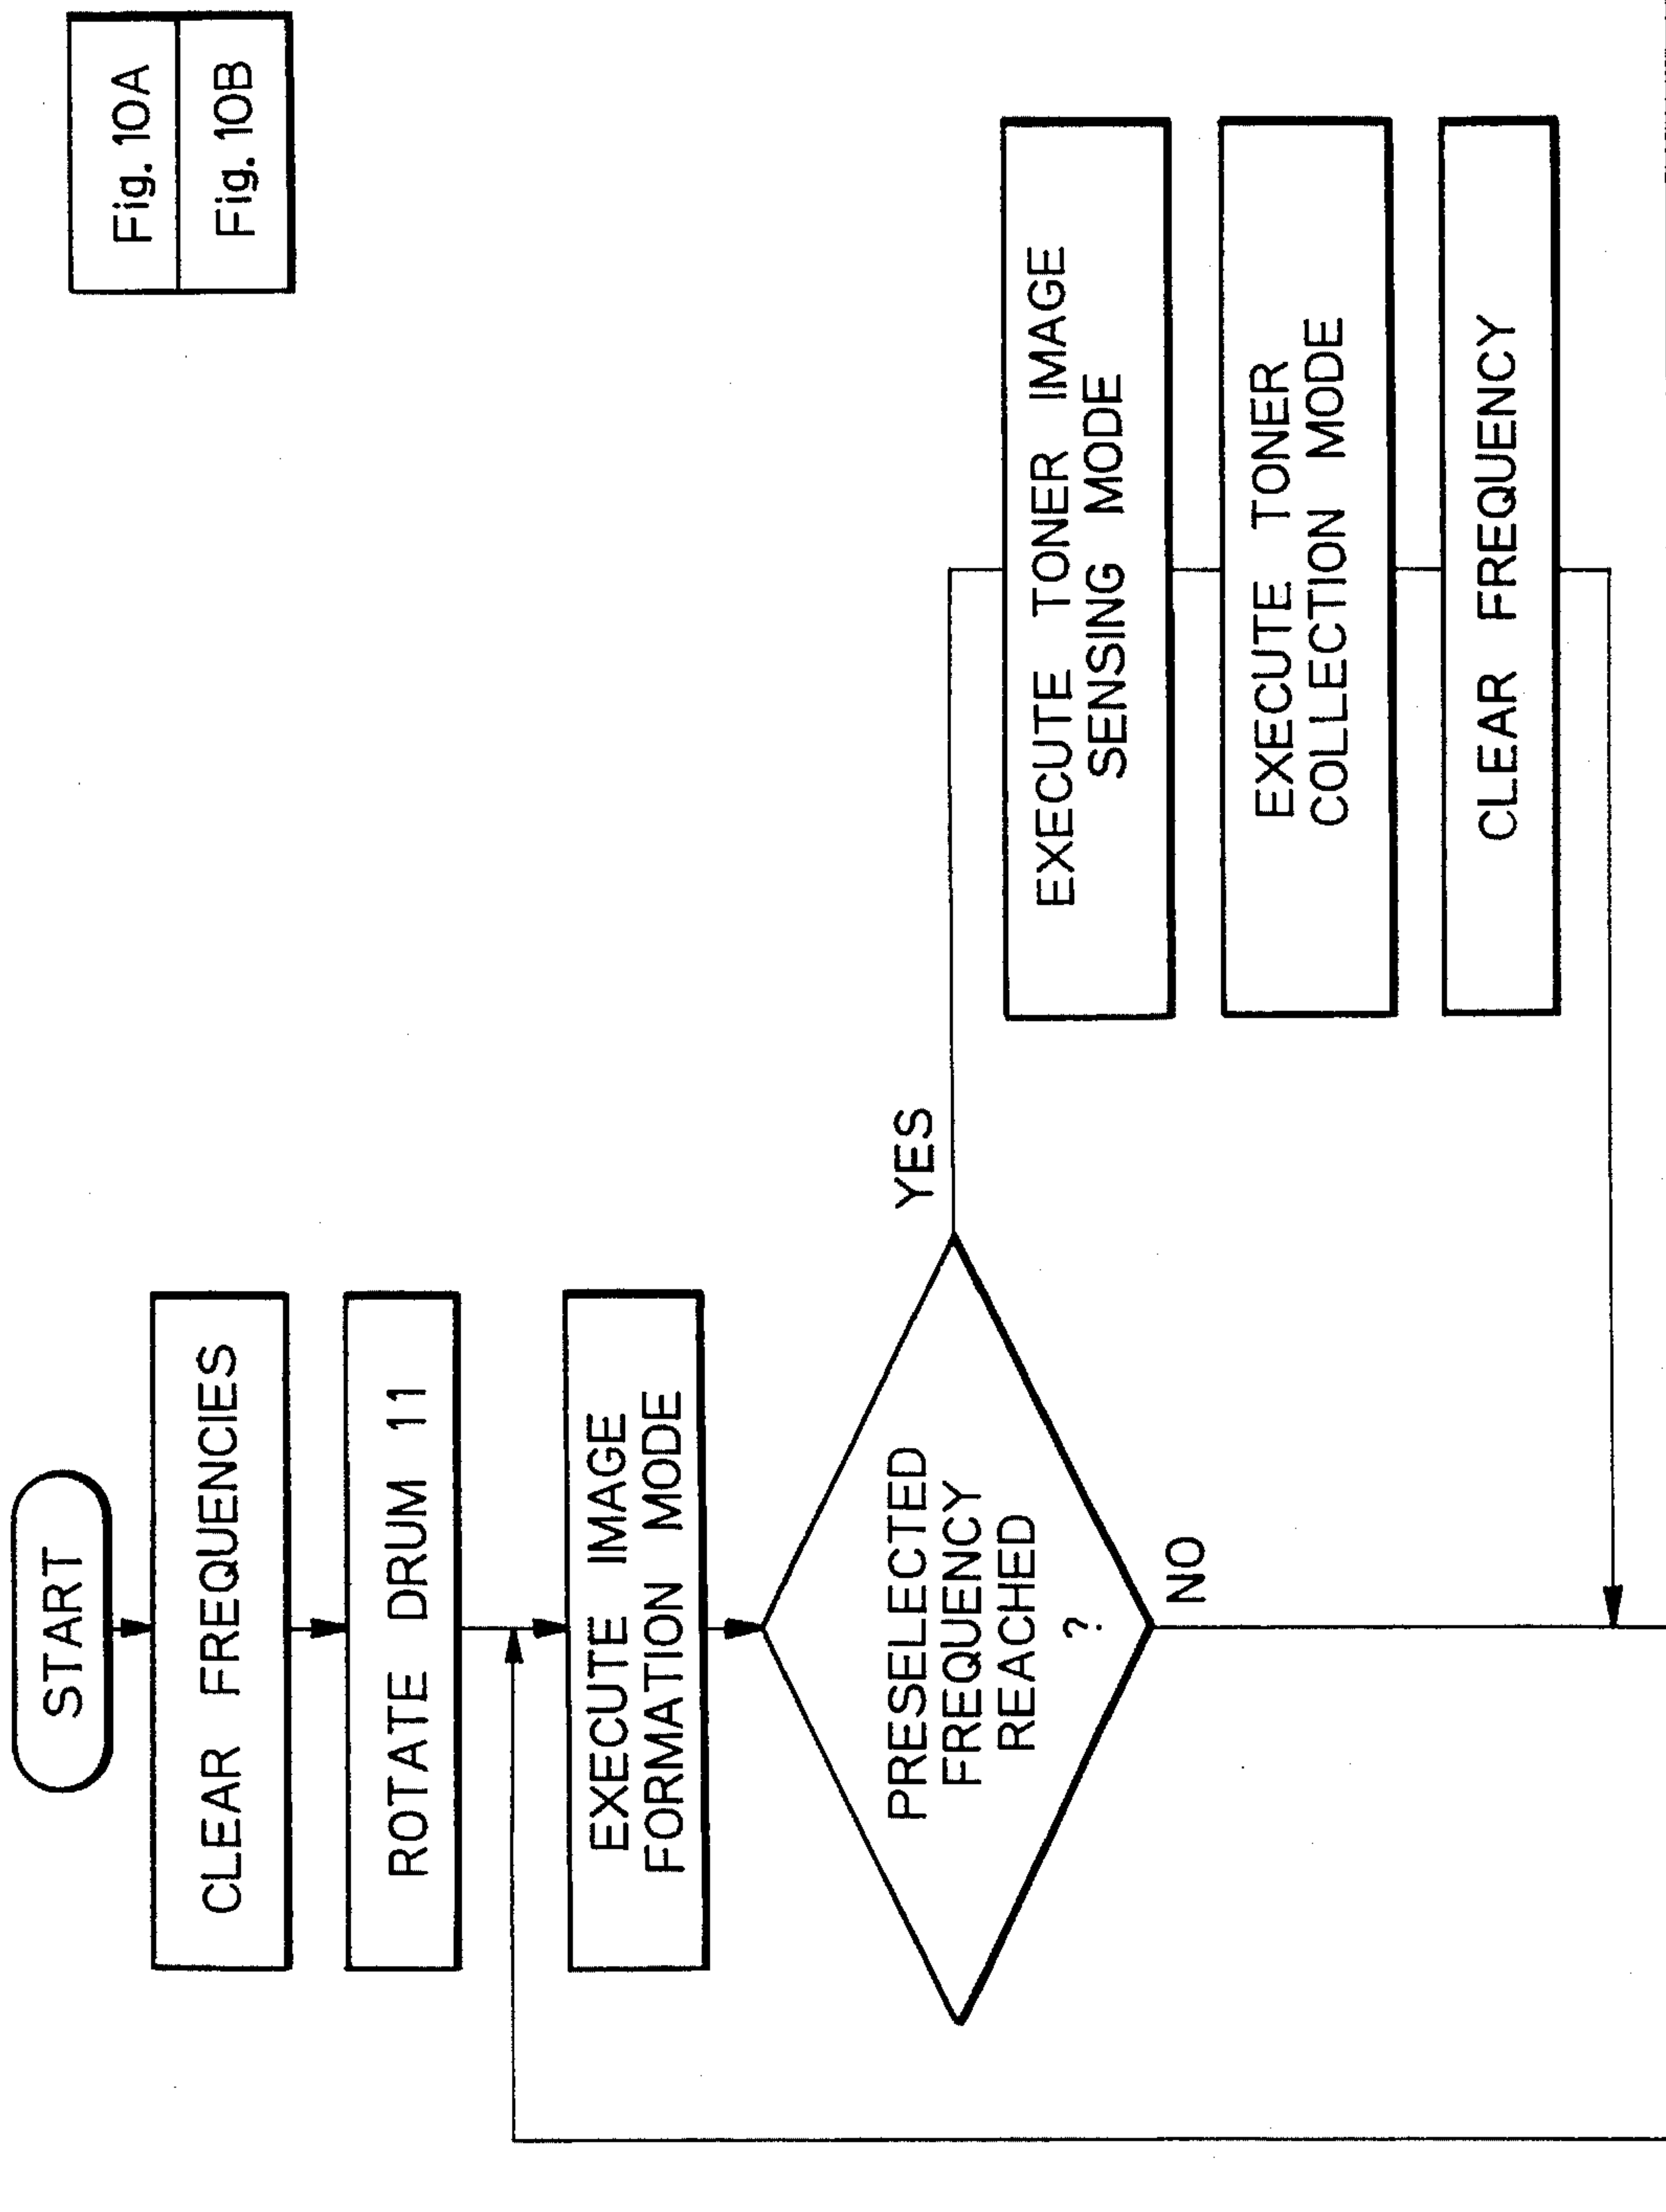 Fig. 10A
Fig. 10B
START
CLEAR FREQUENCIES
ROTATE DRUM 11
EXECUTE IMAGE
FORMATION MODE
PRESELECTED
FREQUENCY
REACHED
?
YES
NO
EXECUTE TONER IMAGE
SENSING MODE
EXECUTE TONER
COLLECTION MODE
CLEAR FREQUENCY